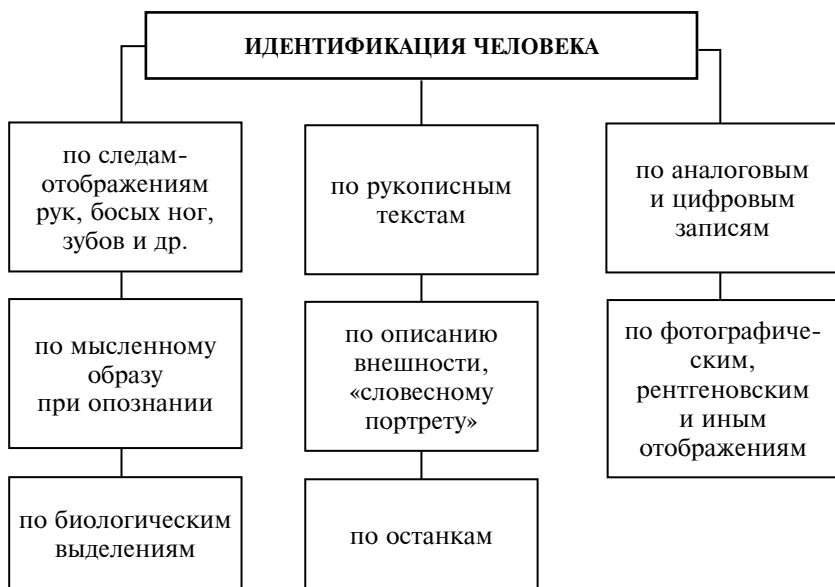 ИДЕНТИФИКАЦИЯ ЧЕЛОВЕКА
по следам-
отображениям
рук, босых ног,
зубов и др.
по рукописным
текстам
по аналоговым
и цифровым
записям
по мысленному
образу
при опознании
по описанию
внешности,
«словесному
портрету»
по фотографиче-
ским,
рентгеновским
и иным
отображениям
по биологическим
выделениям
по останкам